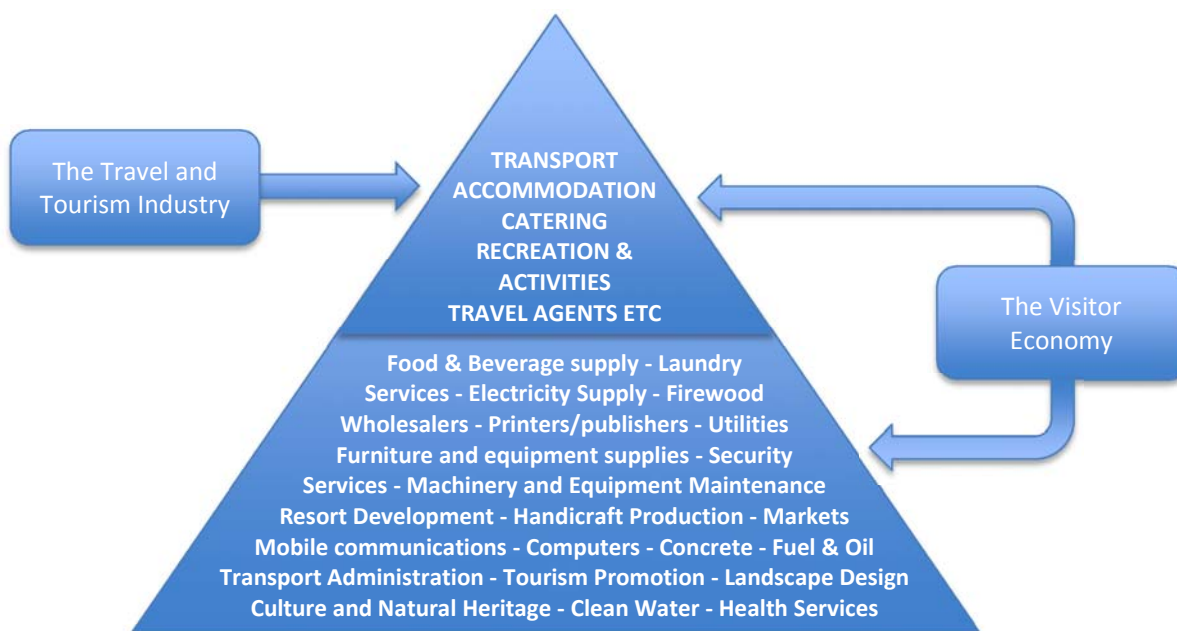 The Travel and
Tourism Industry
TRANSPORT
ACCOMMODATION
CATERING
RECREATION &
ACTIVITIES
TRAVEL AGENTS ETC
The Visitor
Economy
Food & Beverage supply - Laundry
Services - Electricity Supply - Firewood
Wholesalers - Printers/publishers - Utilities
Furniture and equipment supplies - Security
Services - Machinery and Equipment Maintenance
Resort Development - Handicraft Production - Markets
Mobile communications - Computers - Concrete - Fuel & Oil
Transport Administration - Tourism Promotion - Landscape Design
Culture and Natural Heritage - Clean Water - Health Services